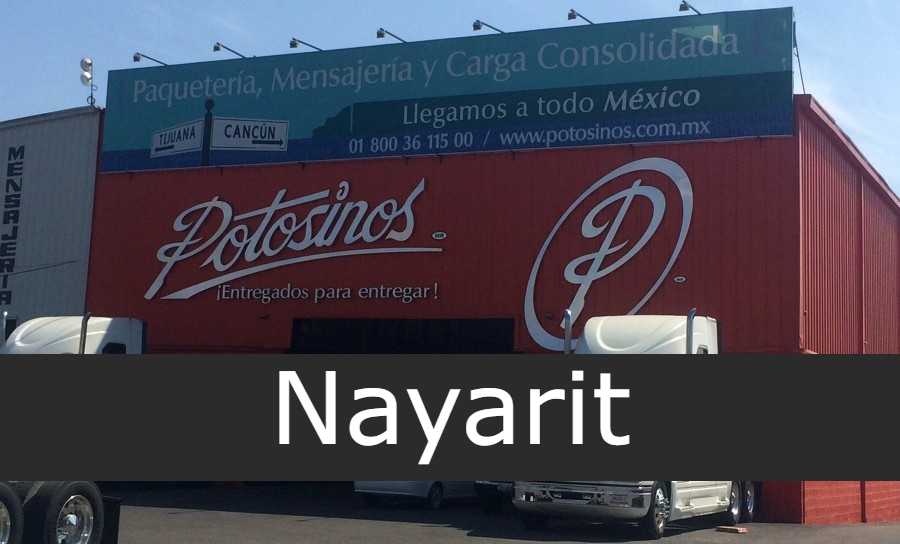 Paquetería, Mensajería y Carga Consolidada
Llegamos a todo México
TIJUANA
CANCÚN
01 800 36 115 00 / www.potosinos.com.mx
MENSAJERIA
Potosinos
¡Entregados para entregar!
P
Nayarit